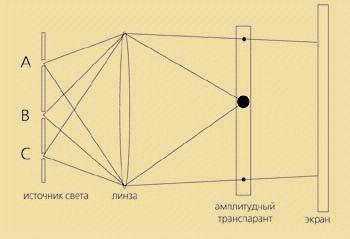 A
B
C
источник света
линза
амплитудный
транспарант
экран